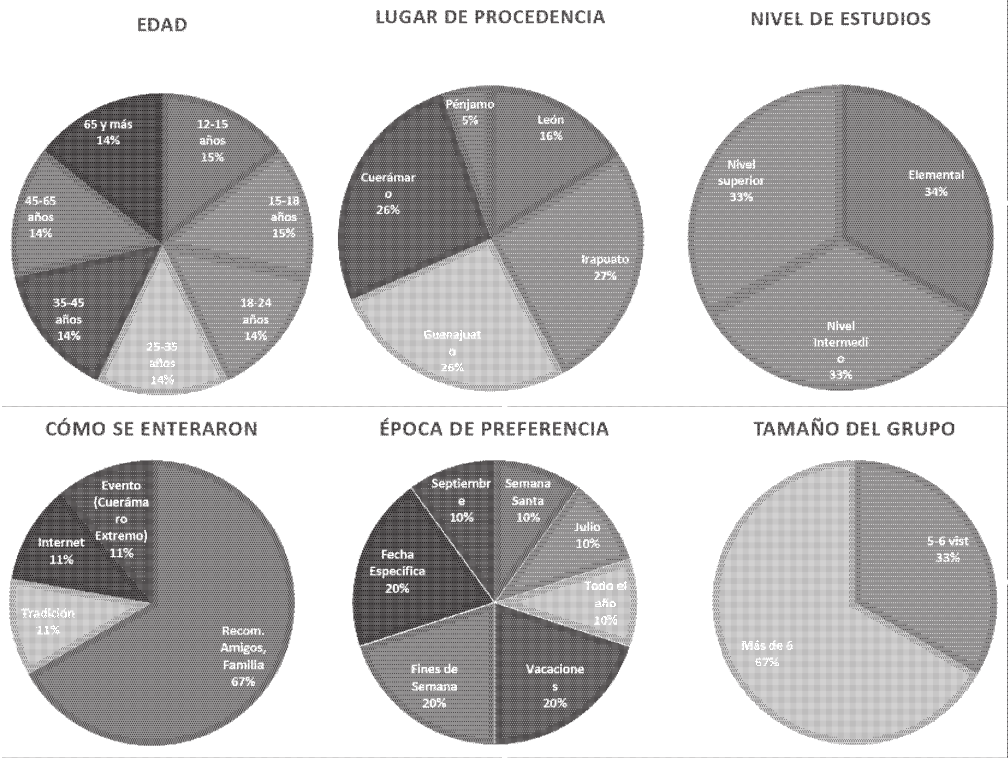 EDAD
65 y más
14%
12-15
años
15%
15-18
años
15%
18-24
años
14%
25-35
años
14%
35-45
años
14%
45-65
años
14%
LUGAR DE PROCEDENCIA
Pénjamo
5%
León
16%
Irapuato
27%
Guanajuat
o
26%
Cuerámar
o
26%
NIVEL DE ESTUDIOS
Elemental
34%
Nivel
Intermedi
o
33%
Nivel
superior
33%
CÓMO SE ENTERARON
Evento
(Cueráma
ro
Extremo)
11%
Internet
11%
Tradición
11%
Recom.
Amigos,
Familia
67%
ÉPOCA DE PREFERENCIA
Septiembr
e
10%
Semana
Santa
10%
Julio
10%
Todo el
año
10%
Vacacione
s
20%
Fines de
Semana
20%
Fecha
Específica
20%
TAMAÑO DEL GRUPO
5-6 vist
33%
Más de 6
67%